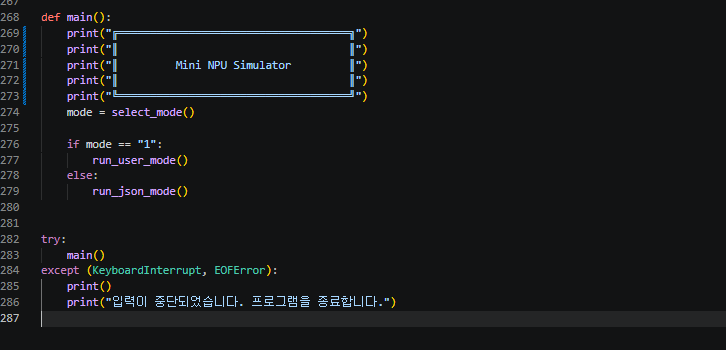 267
268 def main():
269     print("╔══════════════════════════════════════╗")
270     print("║                                      ║")
271     print("║          Mini NPU Simulator          ║")
272     print("║                                      ║")
273     print("╚══════════════════════════════════════╝")
274     mode = select_mode()
275
276     if mode == "1":
277         run_user_mode()
278     else:
279         run_json_mode()
280
281
282 try:
283     main()
284 except (KeyboardInterrupt, EOFError):
285     print()
286     print("입력이 중단되었습니다. 프로그램을 종료합니다.")
287